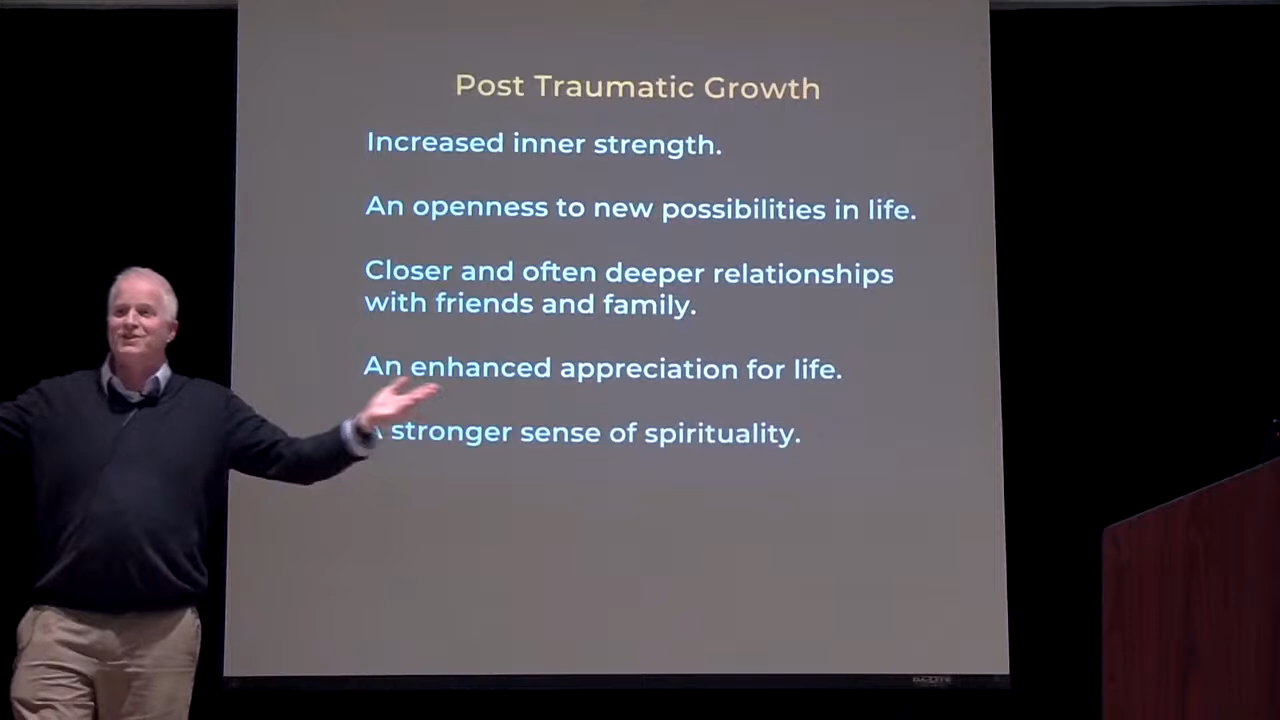 Post Traumatic Growth
Increased inner strength.
An openness to new possibilities in life.
Closer and often deeper relationships
with friends and family.
An enhanced appreciation for life.
A stronger sense of spirituality.